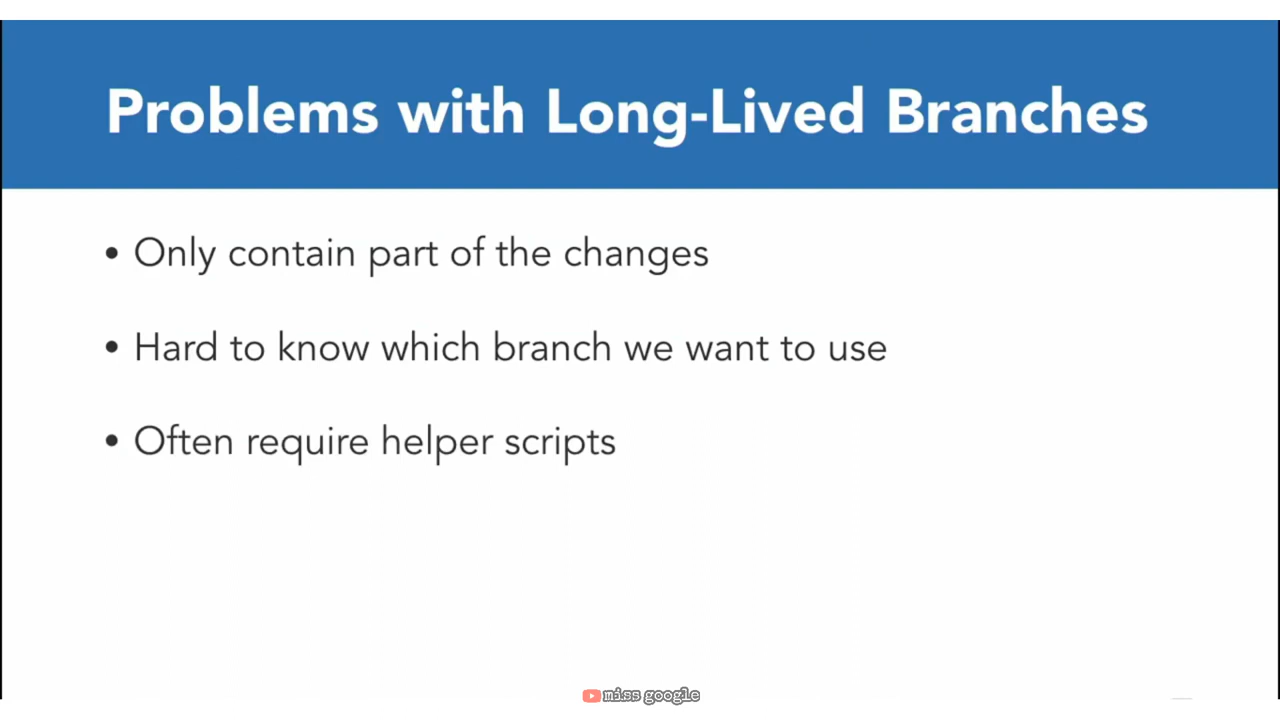 Problems with Long-Lived Branches
• Only contain part of the changes
• Hard to know which branch we want to use
• Often require helper scripts
miss google